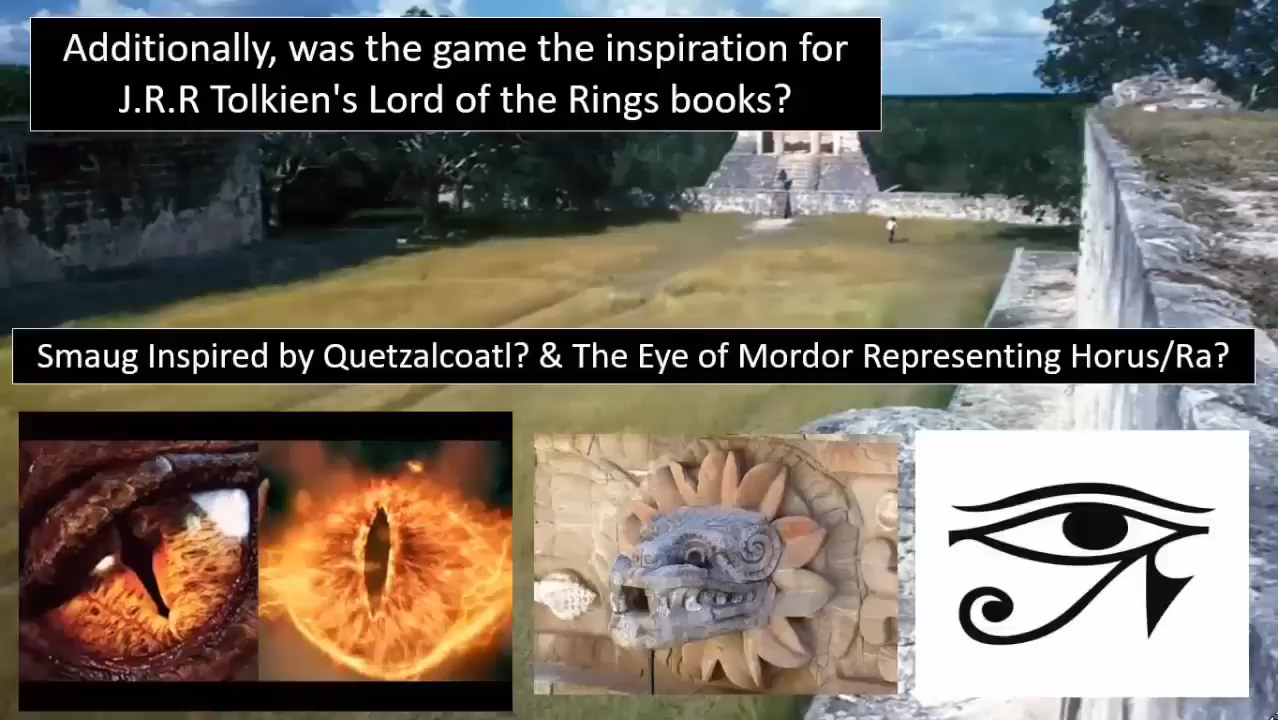 Additionally, was the game the inspiration for
J.R.R Tolkien's Lord of the Rings books?
Smaug Inspired by Quetzalcoatl? & The Eye of Mordor Representing Horus/Ra?